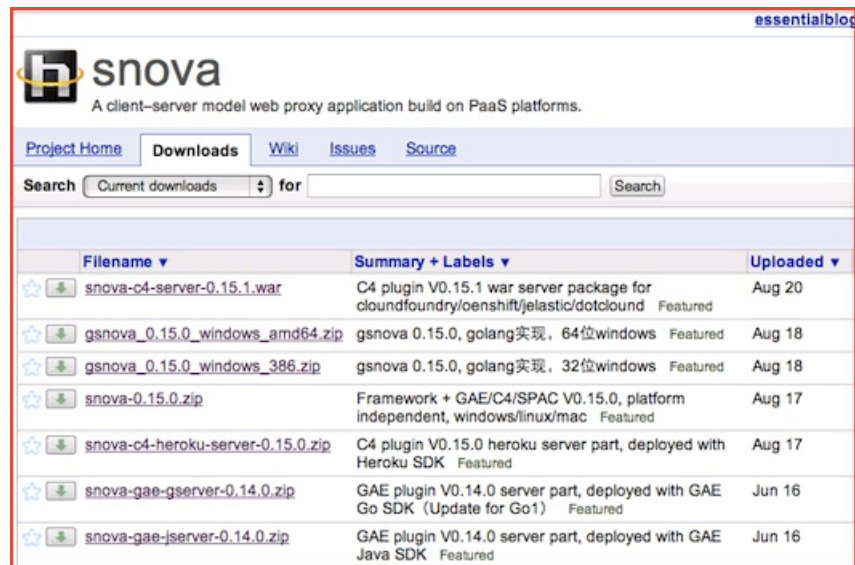 essentialblog
snova
A client–server model web proxy application build on PaaS platforms.
Project Home Downloads Wiki Issues Source
Search Current downloads for Search
Filename ▼ Summary + Labels ▼ Uploaded ▼
snova-c4-server-0.15.1.war C4 plugin V0.15.1 war server package for Aug 20
cloundfoundry/oenshift/jelastic/dotclound Featured
gsnova_0.15.0_windows_amd64.zip gsnova 0.15.0, golang实现，64位windows Featured Aug 18
gsnova_0.15.0_windows_386.zip gsnova 0.15.0, golang实现，32位windows Featured Aug 18
snova-0.15.0.zip Framework + GAE/C4/SPAC V0.15.0, platform Aug 17
independent, windows/linux/mac Featured
snova-c4-heroku-server-0.15.0.zip C4 plugin V0.15.0 heroku server part, deployed with Aug 17
Heroku SDK Featured
snova-gae-gserver-0.14.0.zip GAE plugin V0.14.0 server part, deployed with GAE Jun 16
Go SDK（Update for Go1） Featured
snova-gae-jserver-0.14.0.zip GAE plugin V0.14.0 server part, deployed with GAE Jun 16
Java SDK Featured